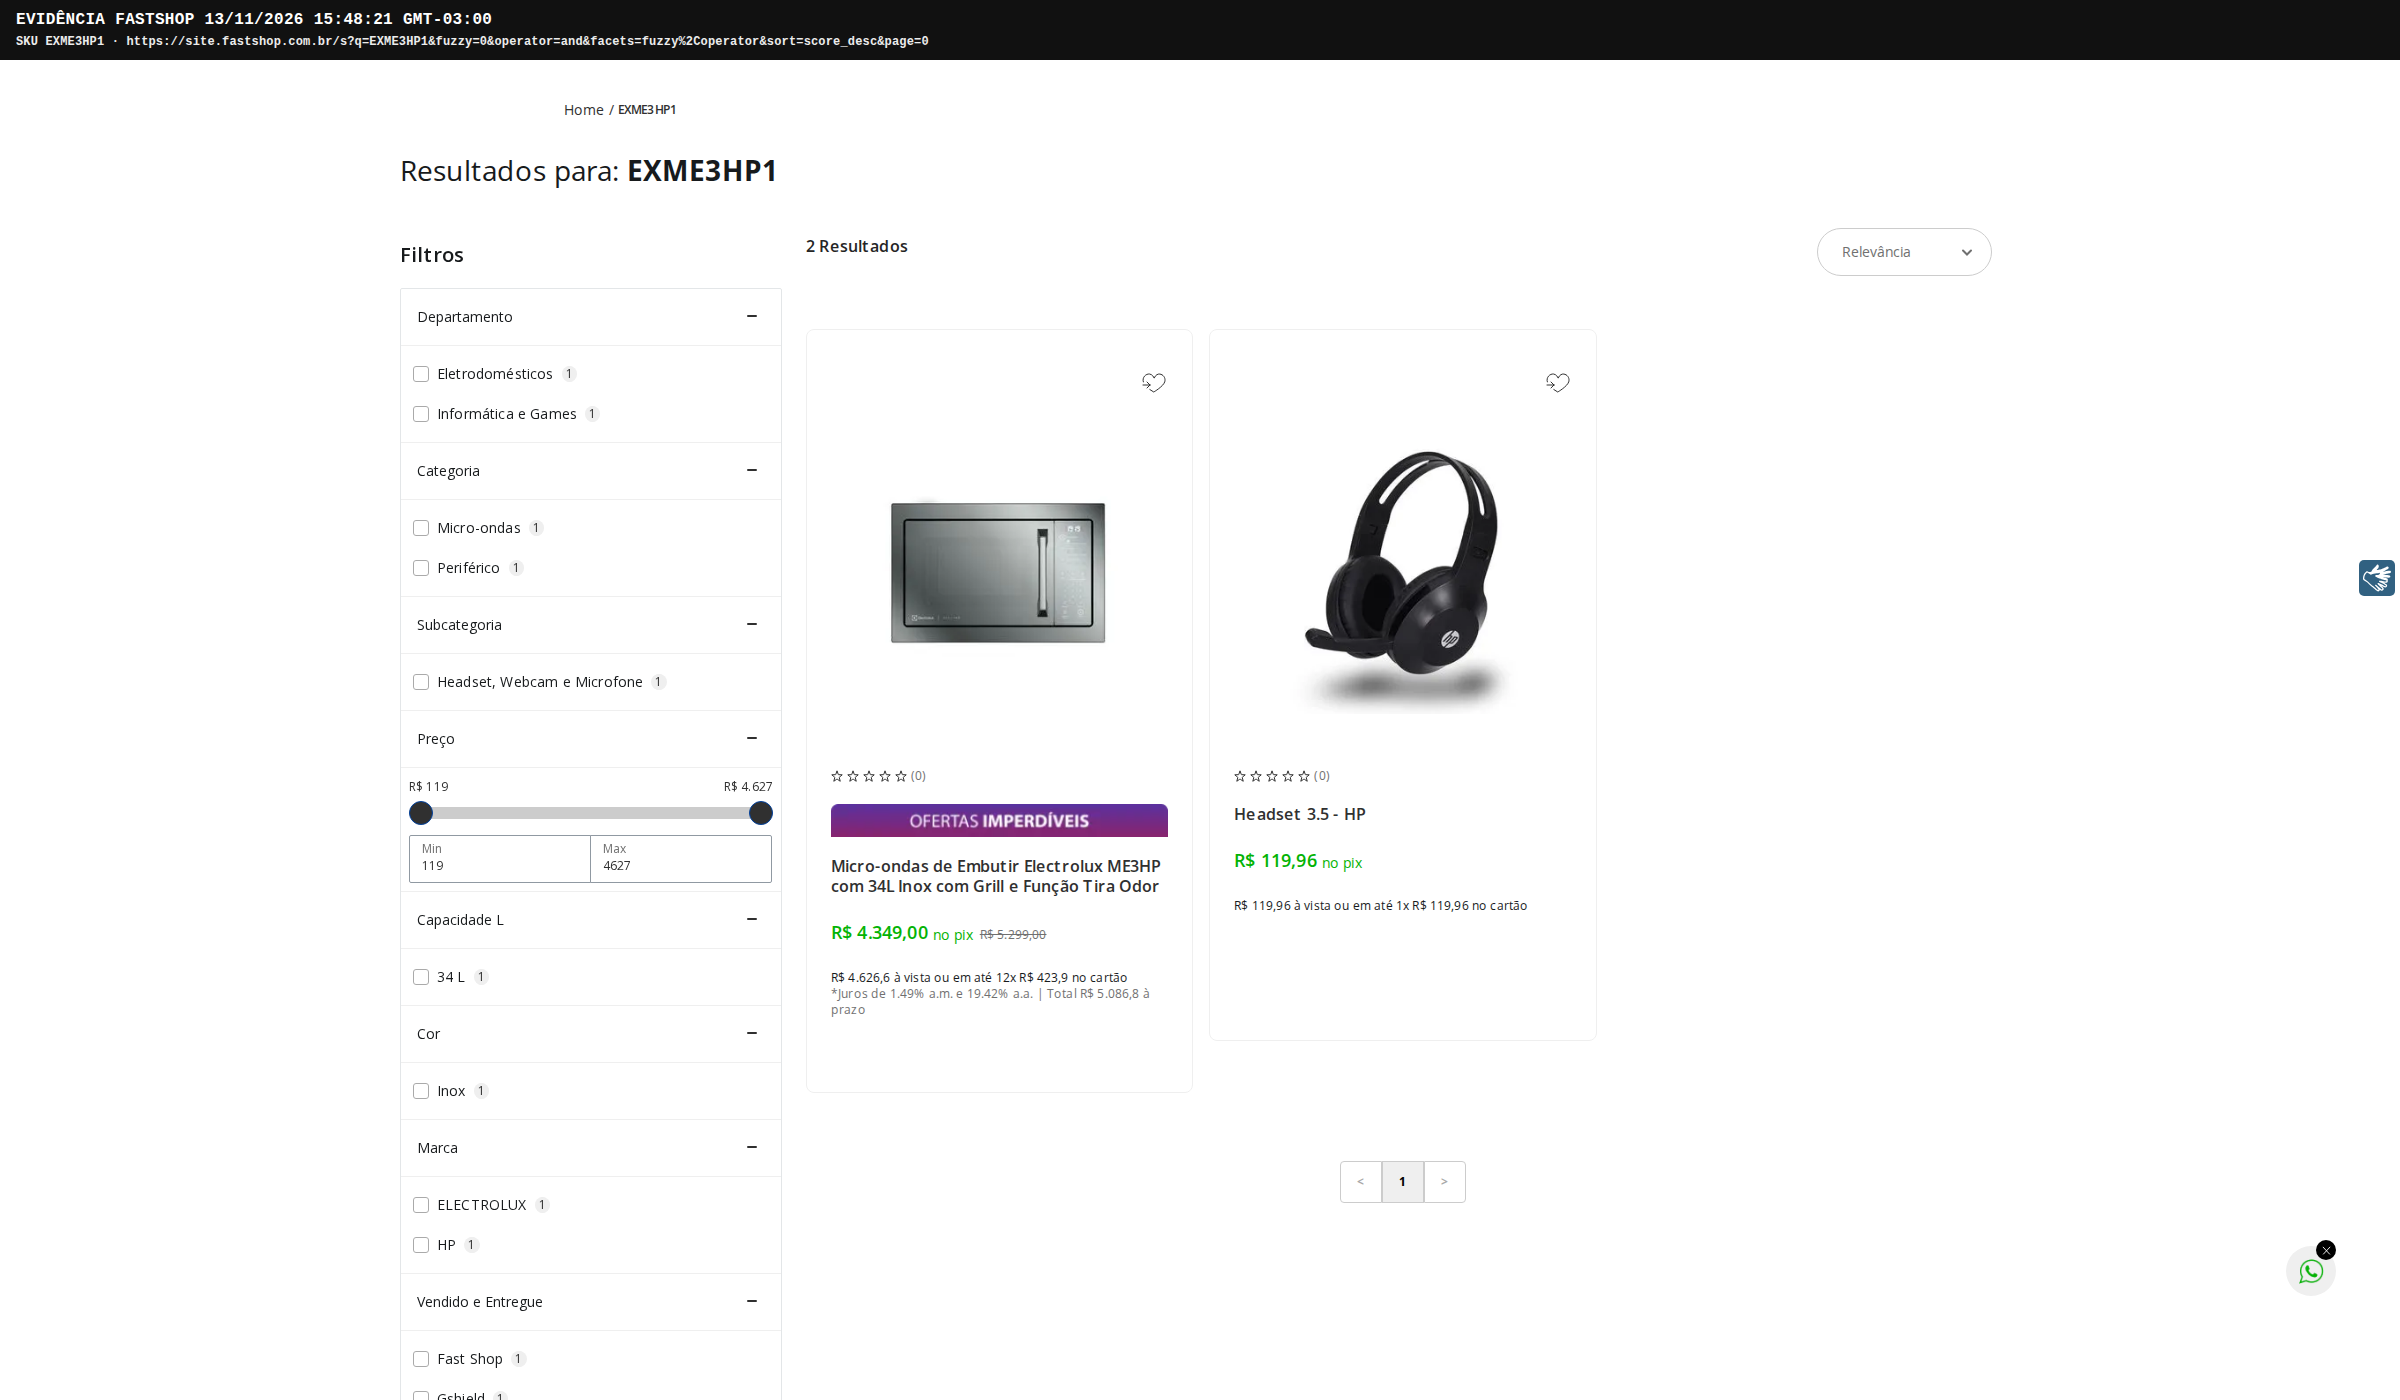 EVIDÊNCIA FASTSHOP 13/11/2026 15:48:21 GMT-03:00
SKU EXME3HP1 · https://site.fastshop.com.br/s?q=EXME3HP1&fuzzy=0&operator=and&facets=fuzzy%2Coperator&sort=score_desc&page=0
Home / EXME3HP1
Resultados para: EXME3HP1
Filtros
2 Resultados
Relevância
Departamento
Eletrodomésticos 1
Informática e Games 1
Categoria
Micro-ondas 1
Periférico 1
Subcategoria
Headset, Webcam e Microfone 1
Preço
R$ 119 R$ 4.627
Min Max
119 4627
Capacidade L
34 L 1
Cor
Inox 1
Marca
ELECTROLUX 1
HP 1
Vendido e Entregue
Fast Shop 1
Gshield 1
(0)
OFERTAS IMPERDÍVEIS
Micro-ondas de Embutir Electrolux ME3HP
com 34L Inox com Grill e Função Tira Odor
R$ 4.349,00 no pix R$ 5.299,00
R$ 4.626,6 à vista ou em até 12x R$ 423,9 no cartão
*Juros de 1.49% a.m. e 19.42% a.a. | Total R$ 5.086,8 à
prazo
hp
(0)
Headset 3.5 - HP
R$ 119,96 no pix
R$ 119,96 à vista ou em até 1x R$ 119,96 no cartão
< 1 >